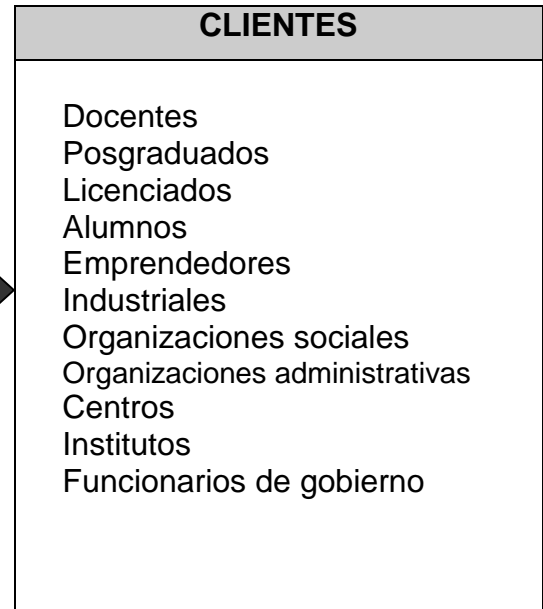 CLIENTES
Docentes
Posgraduados
Licenciados
Alumnos
Emprendedores
Industriales
Organizaciones sociales
Organizaciones administrativas
Centros
Institutos
Funcionarios de gobierno